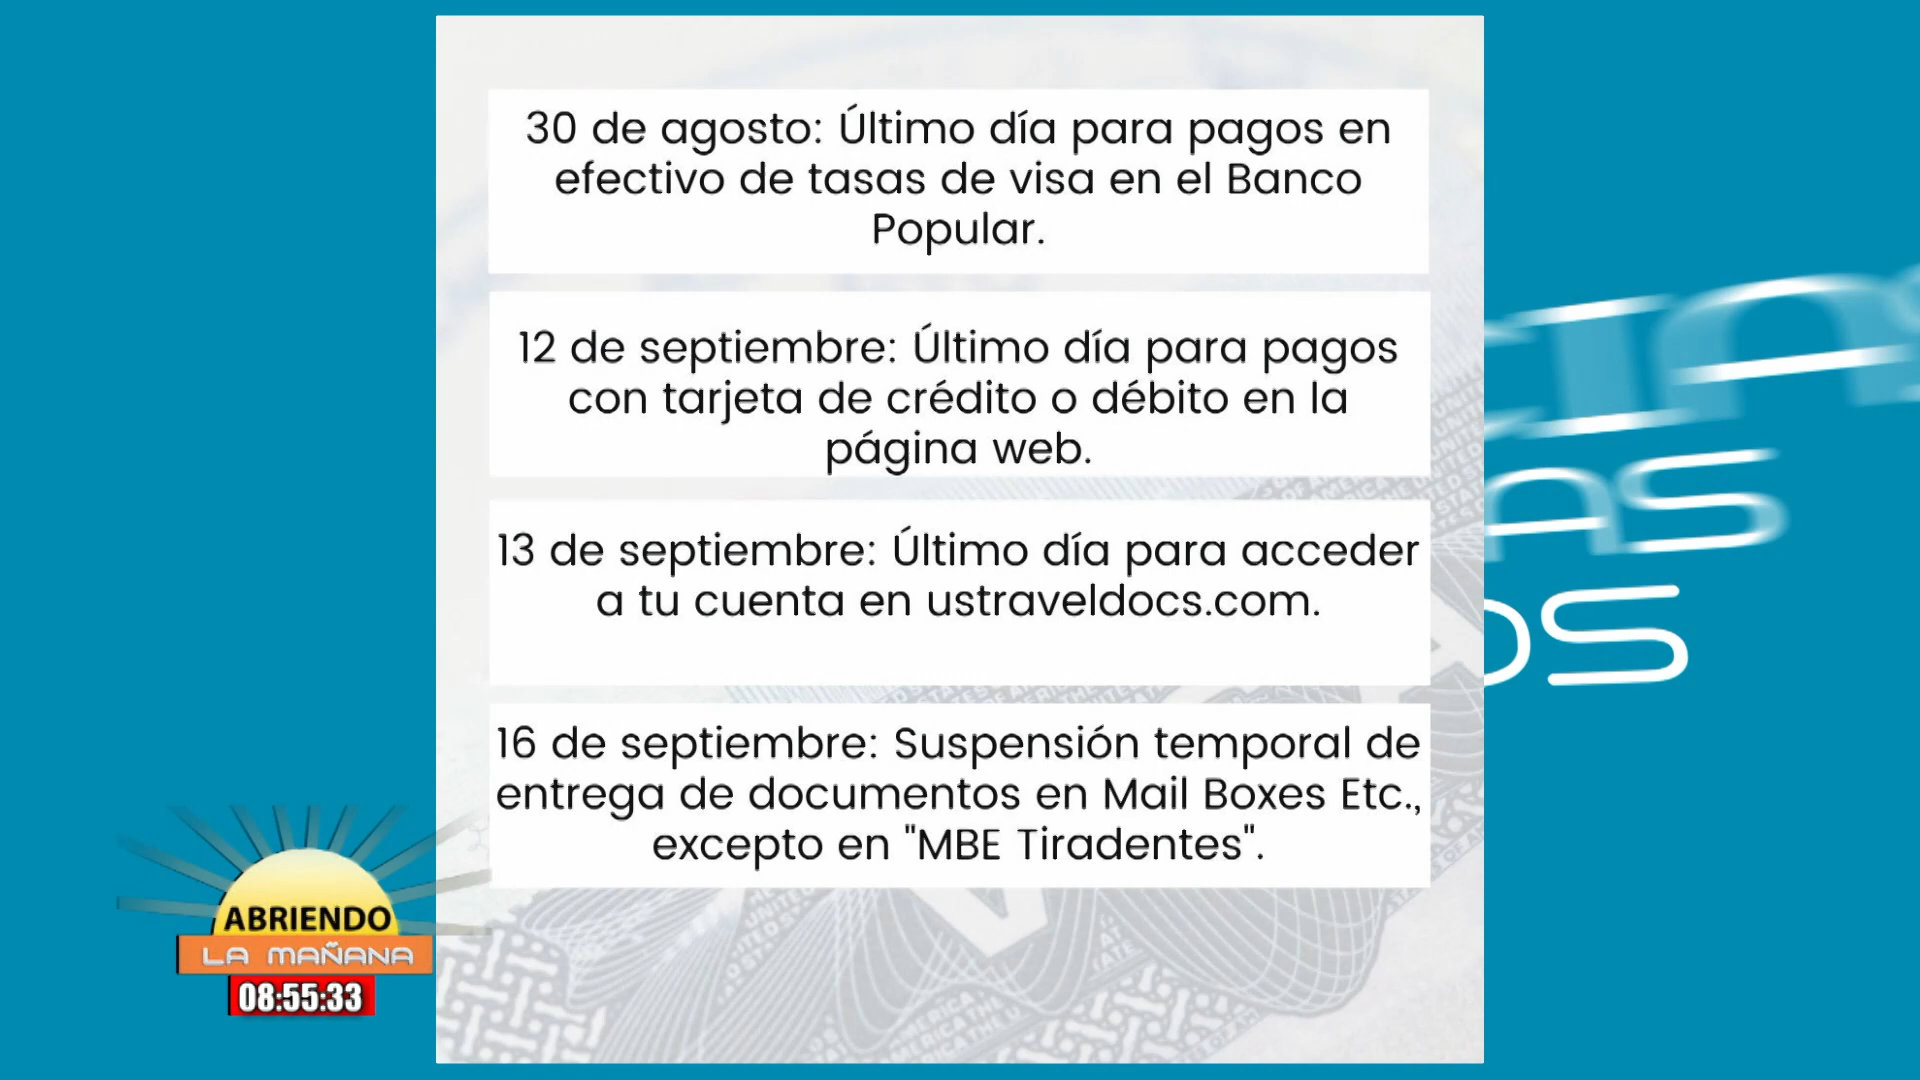 30 de agosto: Último día para pagos en
efectivo de tasas de visa en el Banco
Popular.
12 de septiembre: Último día para pagos
con tarjeta de crédito o débito en la
página web.
13 de septiembre: Último día para acceder
a tu cuenta en ustraveldocs.com.
16 de septiembre: Suspensión temporal de
entrega de documentos en Mail Boxes Etc.,
excepto en "MBE Tiradentes".
ABRIENDO
LA MAÑANA
08:55:33